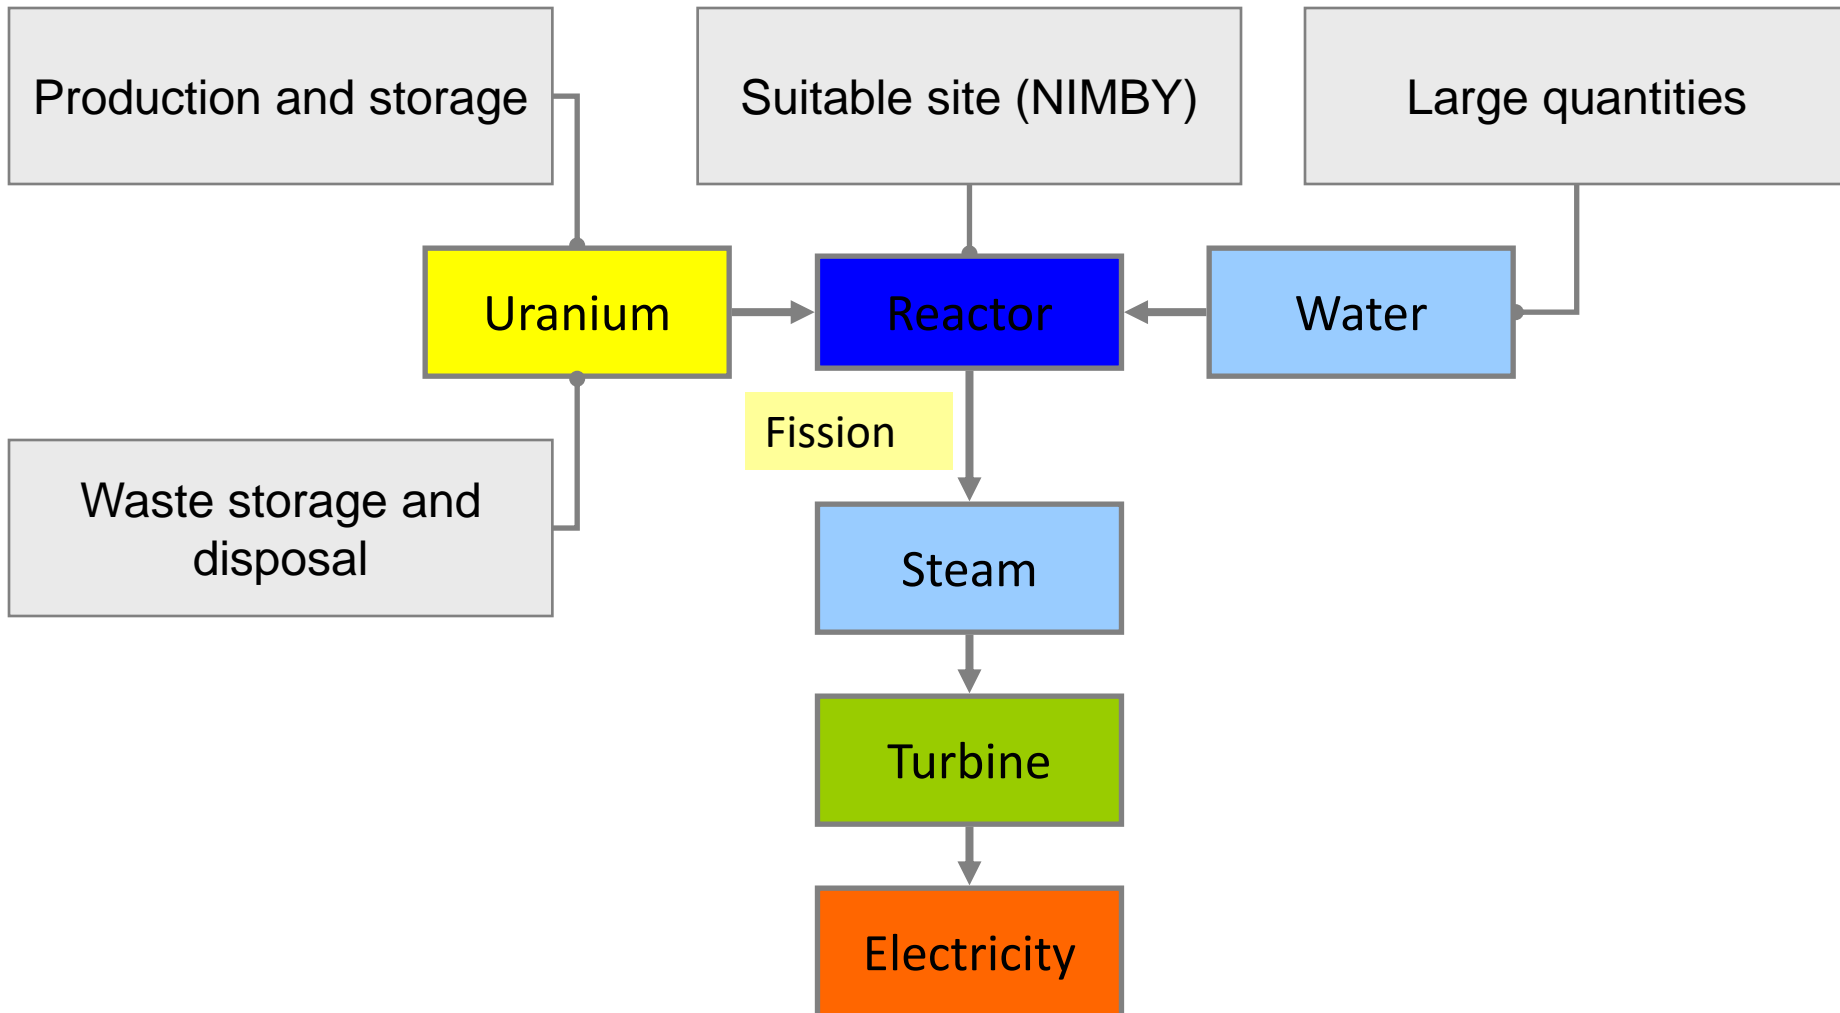 Production and storage
Suitable site (NIMBY)
Large quantities
Uranium
Reactor
Water
Fission
Waste storage and
disposal
Steam
Turbine
Electricity